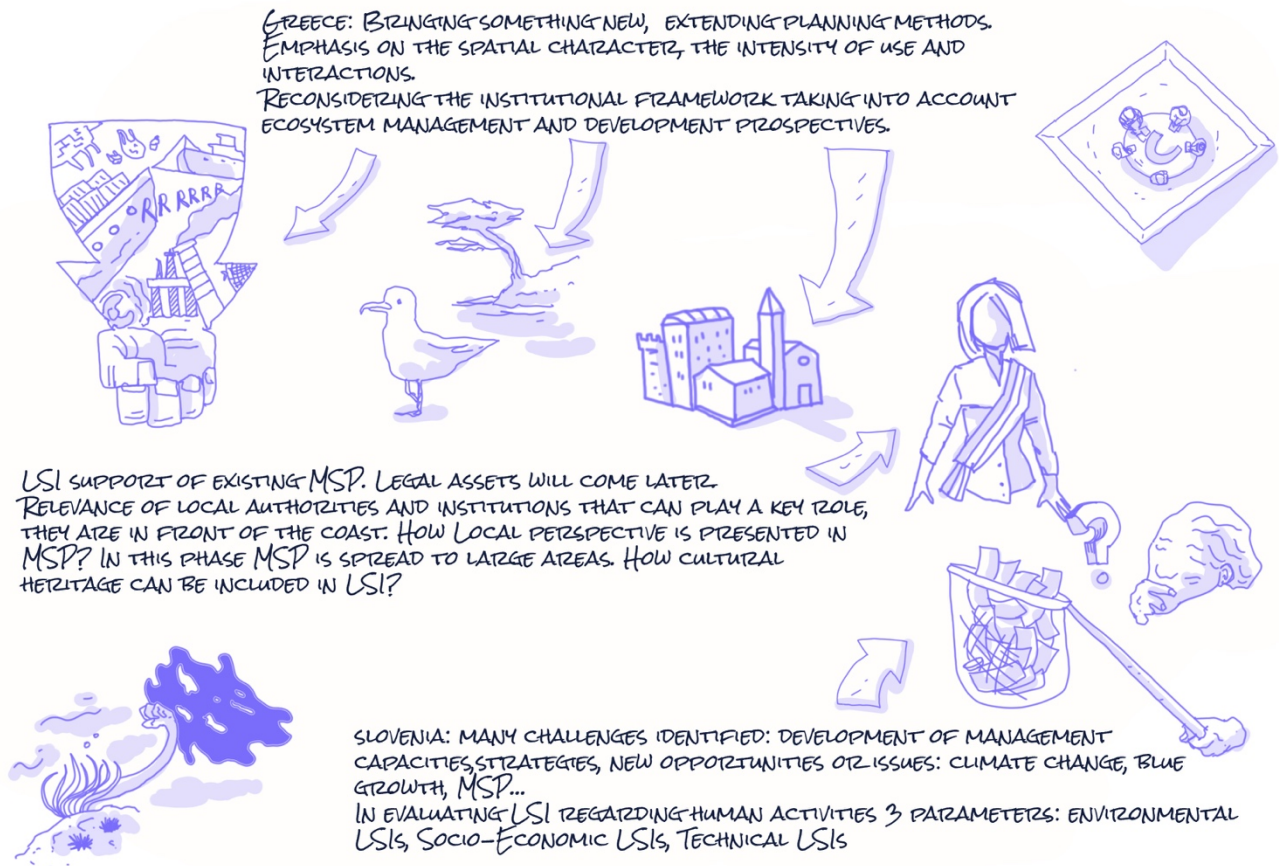 Greece: Bringing something new, extending planning methods.
Emphasis on the spatial character, the intensity of use and
interactions.
Reconsidering the institutional framework taking into account
ecosystem management and development prospectives.
RRRRRR
LSI support of existing MSP. Legal assets will come later.
Relevance of local authorities and institutions that can play a key role,
they are in front of the coast. How Local perspective is presented in
MSP? In this phase MSP is spread to large areas. How cultural
heritage can be included in LSI?
?
slovenia: many challenges identified: development of management
capacities,strategies, new opportunities or issues: climate change, blue
growth, MSP...
In evaluating LSI regarding human activities 3 parameters: environmental
LSIs, Socio-Economic LSIs, Technical LSIs